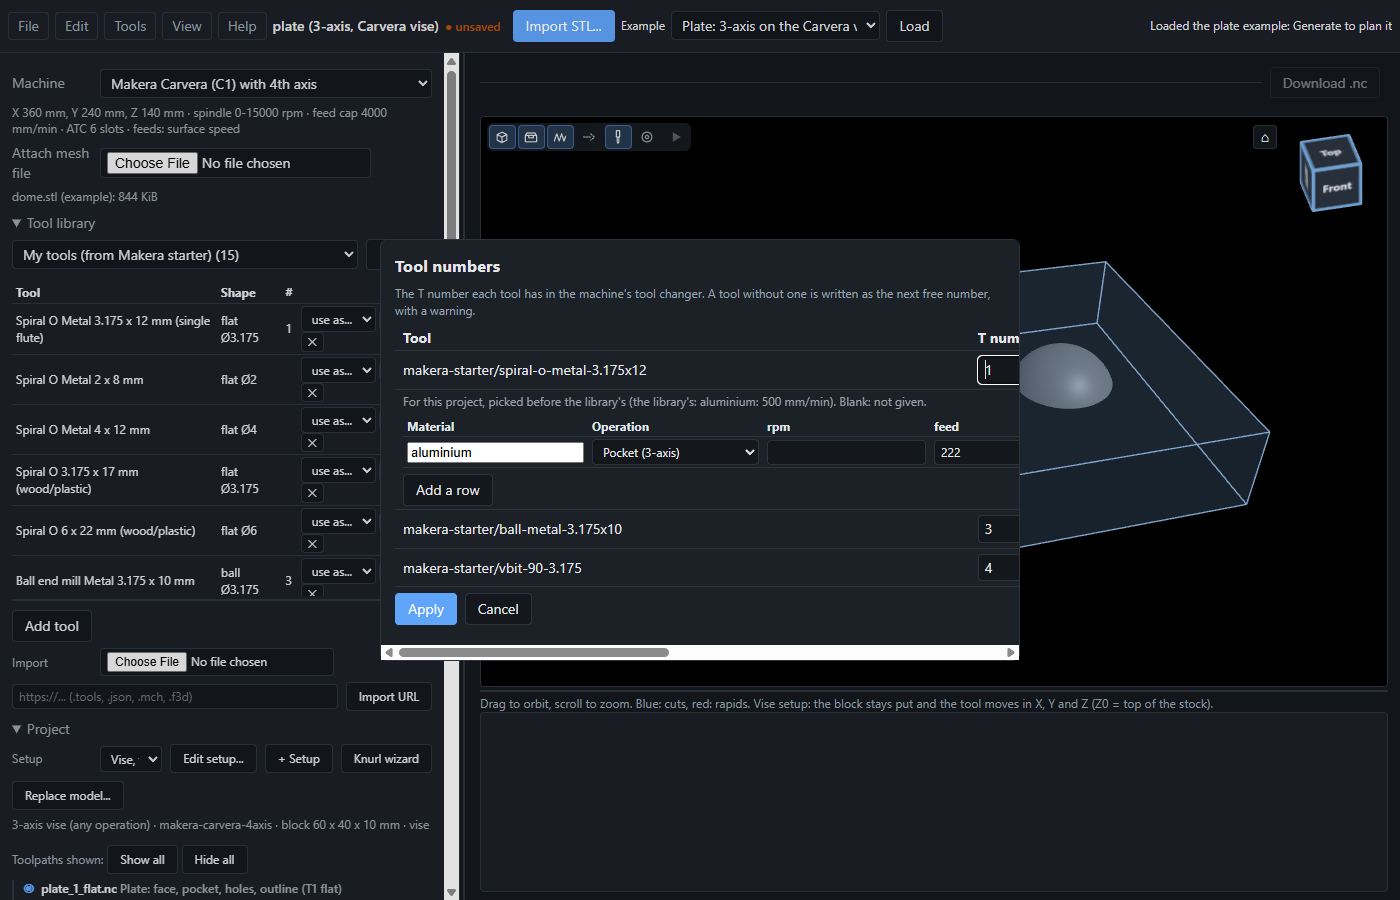 File Edit Tools View Help plate (3-axis, Carvera vise) ● unsaved Import STL... Example Plate: 3-axis on the Carvera v Load Loaded the plate example: Generate to plan it
Machine Makera Carvera (C1) with 4th axis
X 360 mm, Y 240 mm, Z 140 mm · spindle 0-15000 rpm · feed cap 4000
mm/min · ATC 6 slots · feeds: surface speed
Attach mesh file Choose File No file chosen
dome.stl (example): 844 KiB
▼ Tool library
My tools (from Makera starter) (15)
Tool Shape #
Spiral O Metal 3.175 x 12 mm (single flute) flat Ø3.175 1 use as... ×
Spiral O Metal 2 x 8 mm flat Ø2 use as... ×
Spiral O Metal 4 x 12 mm flat Ø4 use as... ×
Spiral O 3.175 x 17 mm (wood/plastic) flat Ø3.175 use as... ×
Spiral O 6 x 22 mm (wood/plastic) flat Ø6 use as... ×
Ball end mill Metal 3.175 x 10 mm ball Ø3.175 3 use as... ×
Add tool
Import Choose File No file chosen
https://... (.tools, .json, .mch, .f3d) Import URL
▼ Project
Setup Vise, Edit setup... + Setup Knurl wizard
Replace model...
3-axis vise (any operation) · makera-carvera-4axis · block 60 x 40 x 10 mm · vise
Toolpaths shown: Show all Hide all
plate_1_flat.nc Plate: face, pocket, holes, outline (T1 flat)
Download .nc
Top
Front
Tool numbers
The T number each tool has in the machine's tool changer. A tool without one is written as the next free number,
with a warning.
Tool T num
makera-starter/spiral-o-metal-3.175x12 1
For this project, picked before the library's (the library's: aluminium: 500 mm/min). Blank: not given.
Material Operation rpm feed
aluminium Pocket (3-axis) 222
Add a row
makera-starter/ball-metal-3.175x10 3
makera-starter/vbit-90-3.175 4
Apply Cancel
Drag to orbit, scroll to zoom. Blue: cuts, red: rapids. Vise setup: the block stays put and the tool moves in X, Y and Z (Z0 = top of the stock).